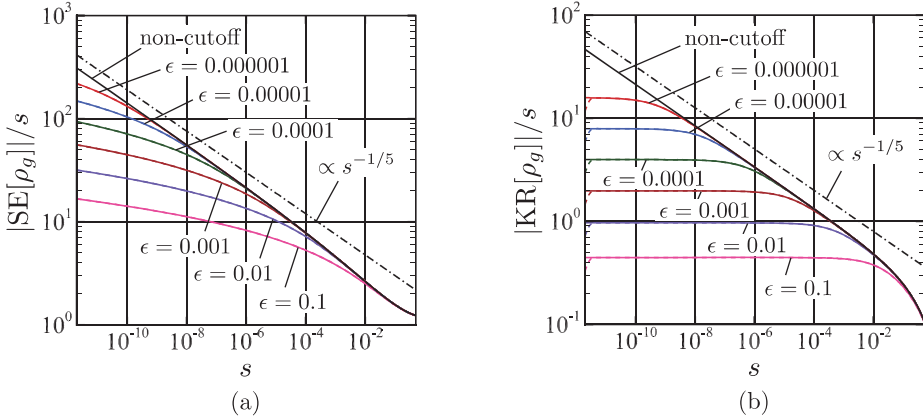 10^3
10^2
10^1
10^0
|SE[ρ_g]|/s
non-cutoff
ϵ = 0.000001
ϵ = 0.00001
ϵ = 0.0001
∝ s^{-1/5}
ϵ = 0.001
ϵ = 0.01
ϵ = 0.1
10^{-10}
10^{-8}
10^{-6}
10^{-4}
10^{-2}
s
(a)
10^2
10^1
10^0
10^{-1}
|KR[ρ_g]|/s
non-cutoff
ϵ = 0.000001
ϵ = 0.00001
∝ s^{-1/5}
ϵ = 0.0001
ϵ = 0.001
ϵ = 0.01
ϵ = 0.1
10^{-10}
10^{-8}
10^{-6}
10^{-4}
10^{-2}
s
(b)